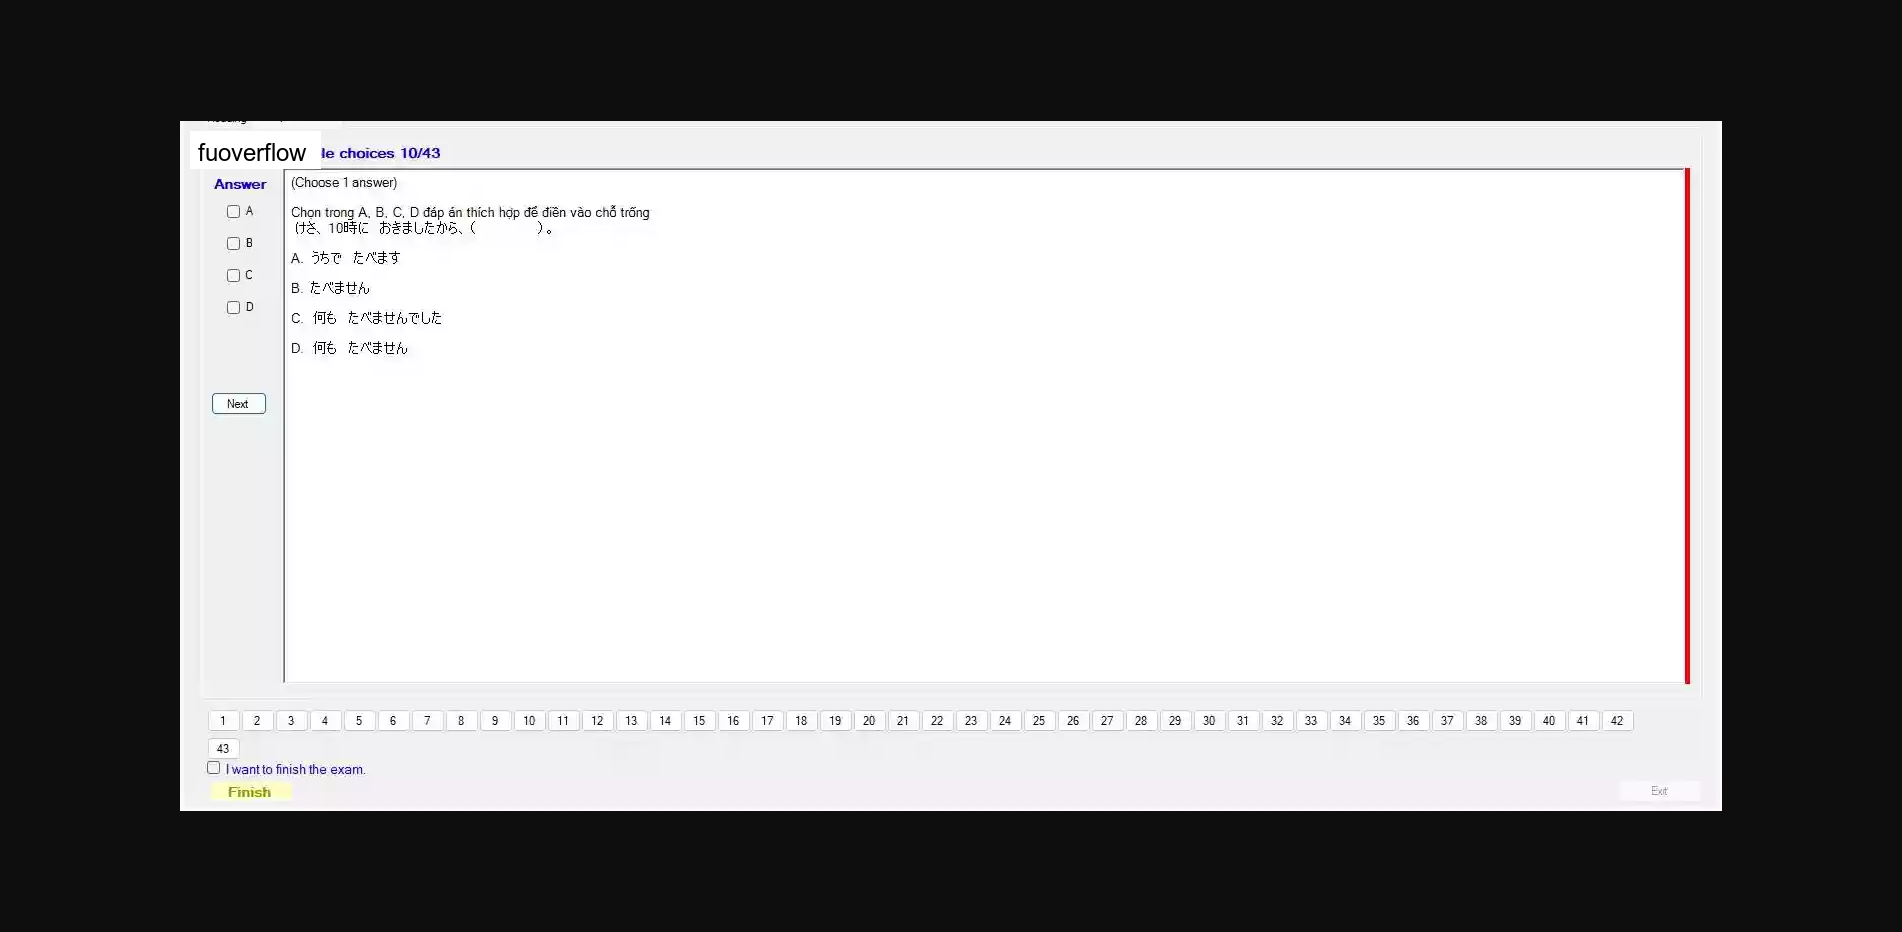 fuoverflow
le choices 10/43
Answer
(Choose 1 answer)
A
B
C
D
Chọn trong A, B, C, D đáp án thích hợp để điền vào chỗ trống
けさ、10時に　おきましたから、（　　　　　）。
A. うちで　たべます
B. たべません
C. 何も　たべませんでした
D. 何も　たべません
Next
1 2 3 4 5 6 7 8 9 10 11 12 13 14 15 16 17 18 19 20 21 22 23 24 25 26 27 28 29 30 31 32 33 34 35 36 37 38 39 40 41 42
43
I want to finish the exam.
Finish
Exit